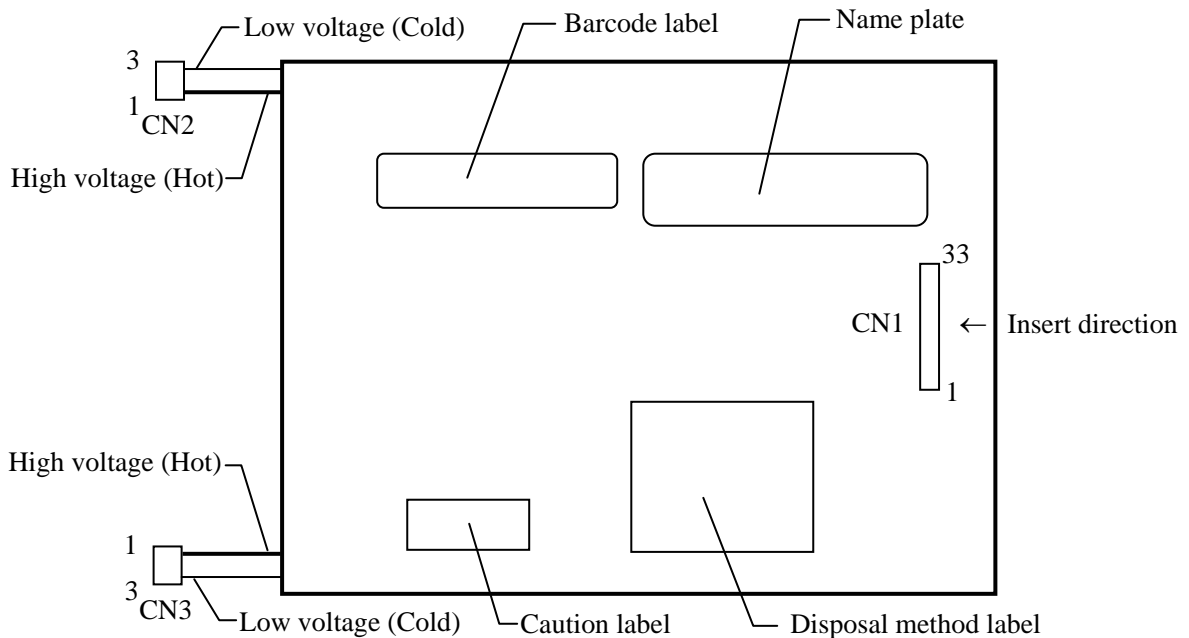 Low voltage (Cold)
Barcode label
Name plate
3
1
CN2
High voltage (Hot)
33
CN1
← Insert direction
1
High voltage (Hot)
1
3
CN3
Low voltage (Cold)
Caution label
Disposal method label